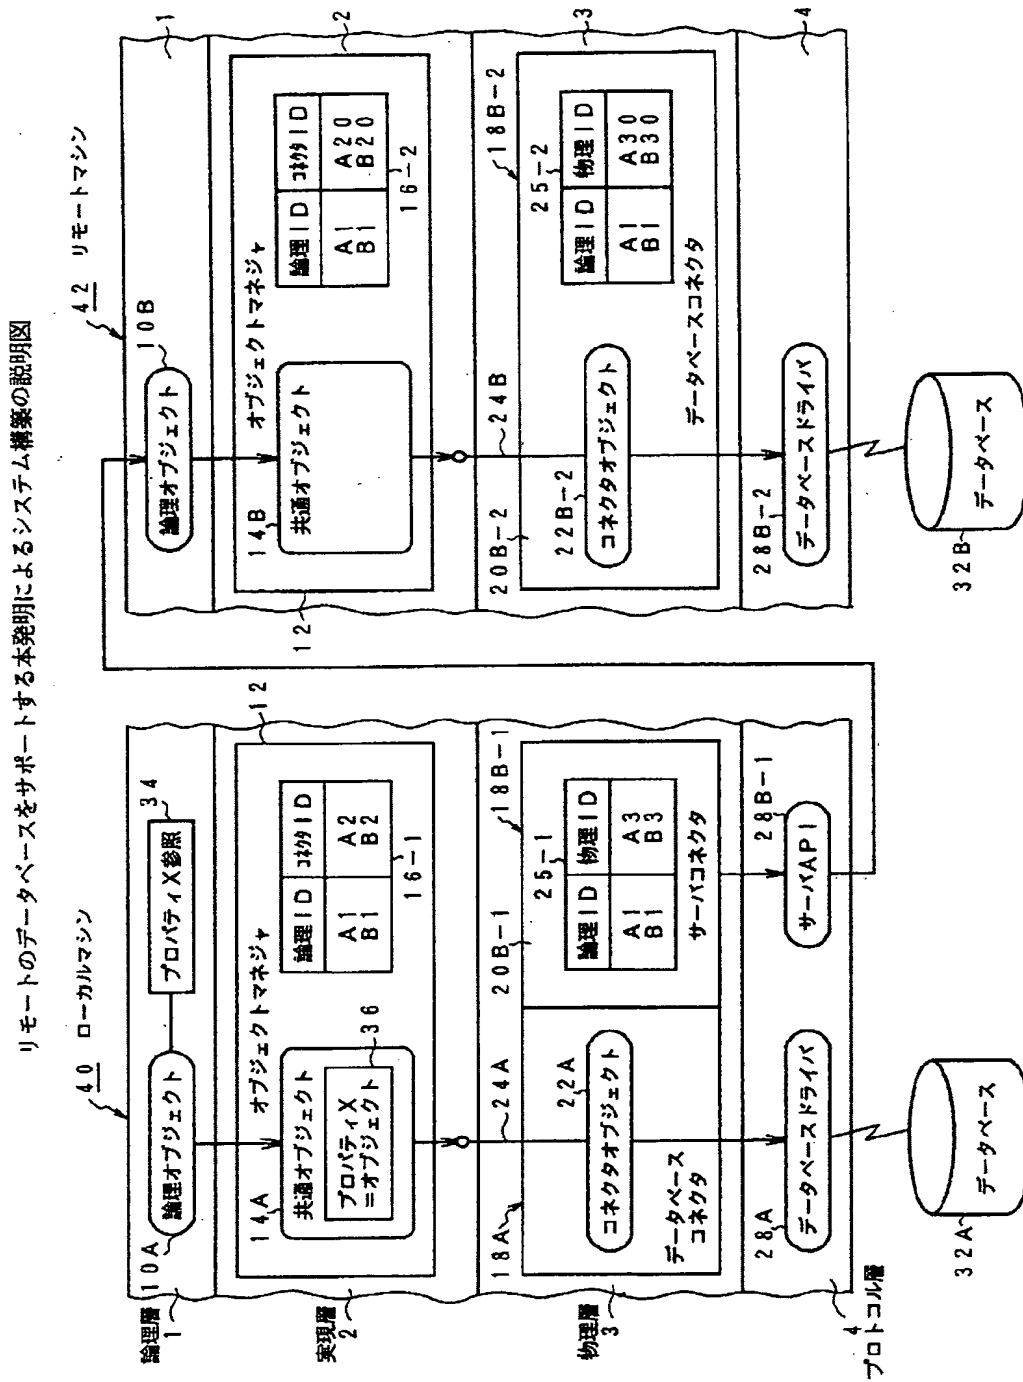 リモートのデータベースをサポートする本発明によるシステム構築の説明図
40 ローカルマシン
論理層
1
10A
論理オブジェクト
プロパティX参照
34
実現層
2
12
オブジェクトマネジャ
14A
共通オブジェクト
プロパティX
=オブジェクト
36
論理ID コネクタID
A1 A2
B1 B2
16-1
物理層
3
18A
24A
20B-1
25-1
18B-1
22A
コネクタオブジェクト
データベース
コネクタ
論理ID 物理ID
A1 A3
B1 B3
サーバコネクタ
4
プロトコル層
28A
データベースドライバ
28B-1
サーバAPI
32A
データベース
42 リモートマシン
10B
論理オブジェクト
1
12
オブジェクトマネジャ
14B
共通オブジェクト
論理ID コネクタID
A1 A20
B1 B20
16-2
2
20B-2
24B
25-2
18B-2
3
22B-2
コネクタオブジェクト
論理ID 物理ID
A1 A30
B1 B30
データベースコネクタ
28B-2
データベースドライバ
4
32B
データベース